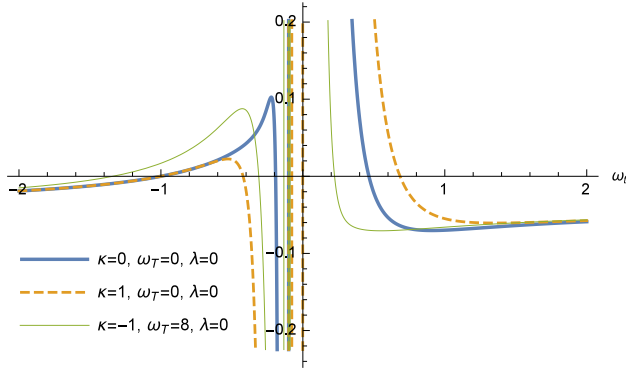 0.2
0.1
-2
-1
1
2
ω_t
-0.1
-0.2
κ=0, ω_T=0, λ=0
κ=1, ω_T=0, λ=0
κ=-1, ω_T=8, λ=0